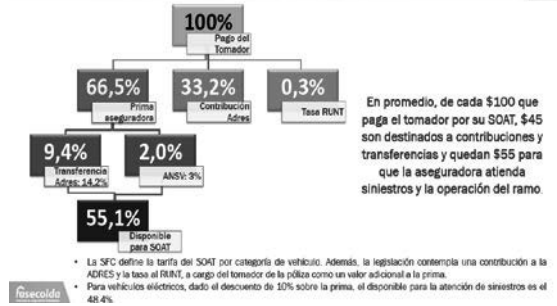 100%
Pago del
Tomador
66,5%
Prima
aseguradora
33,2%
Contribución
Adres
0,3%
Tasa RUNT
En promedio, de cada $100 que
paga el tomador por su SOAT, $45
son destinados a contribuciones y
transferencias y quedan $55 para
que la aseguradora atienda
siniestros y la operación del ramo.
9,4%
Transferencia
Adres: 14.2%
2,0%
ANSV: 3%
55,1%
Disponible
para SOAT
• La SFC define la tarifa del SOAT por categoría de vehículo. Además, la legislación contempla una contribución a la
ADRES y la tasa al RUNT, a cargo del tomador de la póliza como un valor adicional a la prima.
• Para vehículos eléctricos, dado el descuento de 10% sobre la prima, el disponible para la atención de siniestros es el
48.4%.
fasecolda